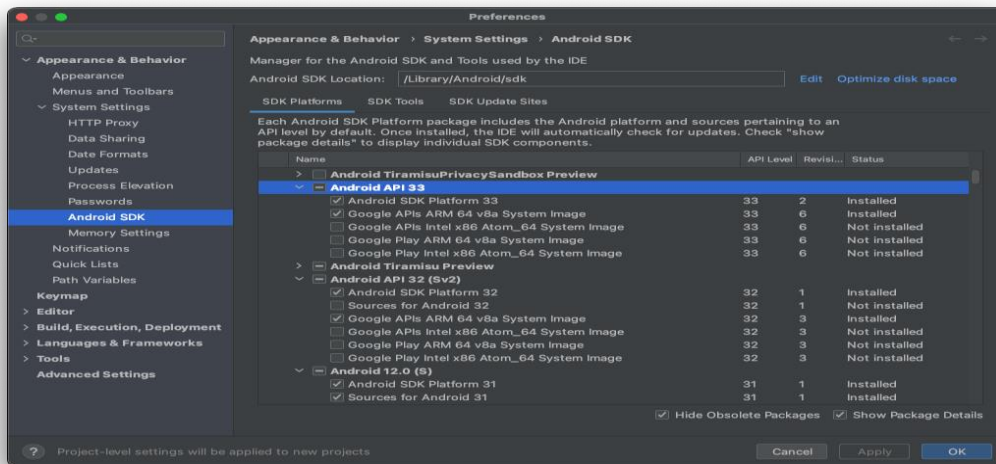 Preferences
Appearance & Behavior › System Settings › Android SDK
Appearance & Behavior
Appearance
Menus and Toolbars
System Settings
HTTP Proxy
Data Sharing
Date Formats
Updates
Process Elevation
Passwords
Android SDK
Memory Settings
Notifications
Quick Lists
Path Variables
Keymap
Editor
Build, Execution, Deployment
Languages & Frameworks
Tools
Advanced Settings
Manager for the Android SDK and Tools used by the IDE
Android SDK Location: /Library/Android/sdk Edit Optimize disk space
SDK Platforms SDK Tools SDK Update Sites
Each Android SDK Platform package includes the Android platform and sources pertaining to an
API level by default. Once installed, the IDE will automatically check for updates. Check "show
package details" to display individual SDK components.
Name API Level Revisi... Status
Android TiramisuPrivacySandbox Preview
Android API 33
Android SDK Platform 33 33 2 Installed
Google APIs ARM 64 v8a System Image 33 6 Installed
Google APIs Intel x86 Atom_64 System Image 33 6 Not installed
Google Play ARM 64 v8a System Image 33 6 Not installed
Google Play Intel x86 Atom_64 System Image 33 6 Not installed
Android Tiramisu Preview
Android API 32 (Sv2)
Android SDK Platform 32 32 1 Installed
Sources for Android 32 32 1 Not installed
Google APIs ARM 64 v8a System Image 32 3 Installed
Google APIs Intel x86 Atom_64 System Image 32 3 Not installed
Google Play ARM 64 v8a System Image 32 3 Not installed
Google Play Intel x86 Atom_64 System Image 32 3 Not installed
Android 12.0 (S)
Android SDK Platform 31 31 1 Installed
Sources for Android 31 31 1 Installed
Hide Obsolete Packages Show Package Details
? Project-level settings will be applied to new projects
Cancel Apply OK